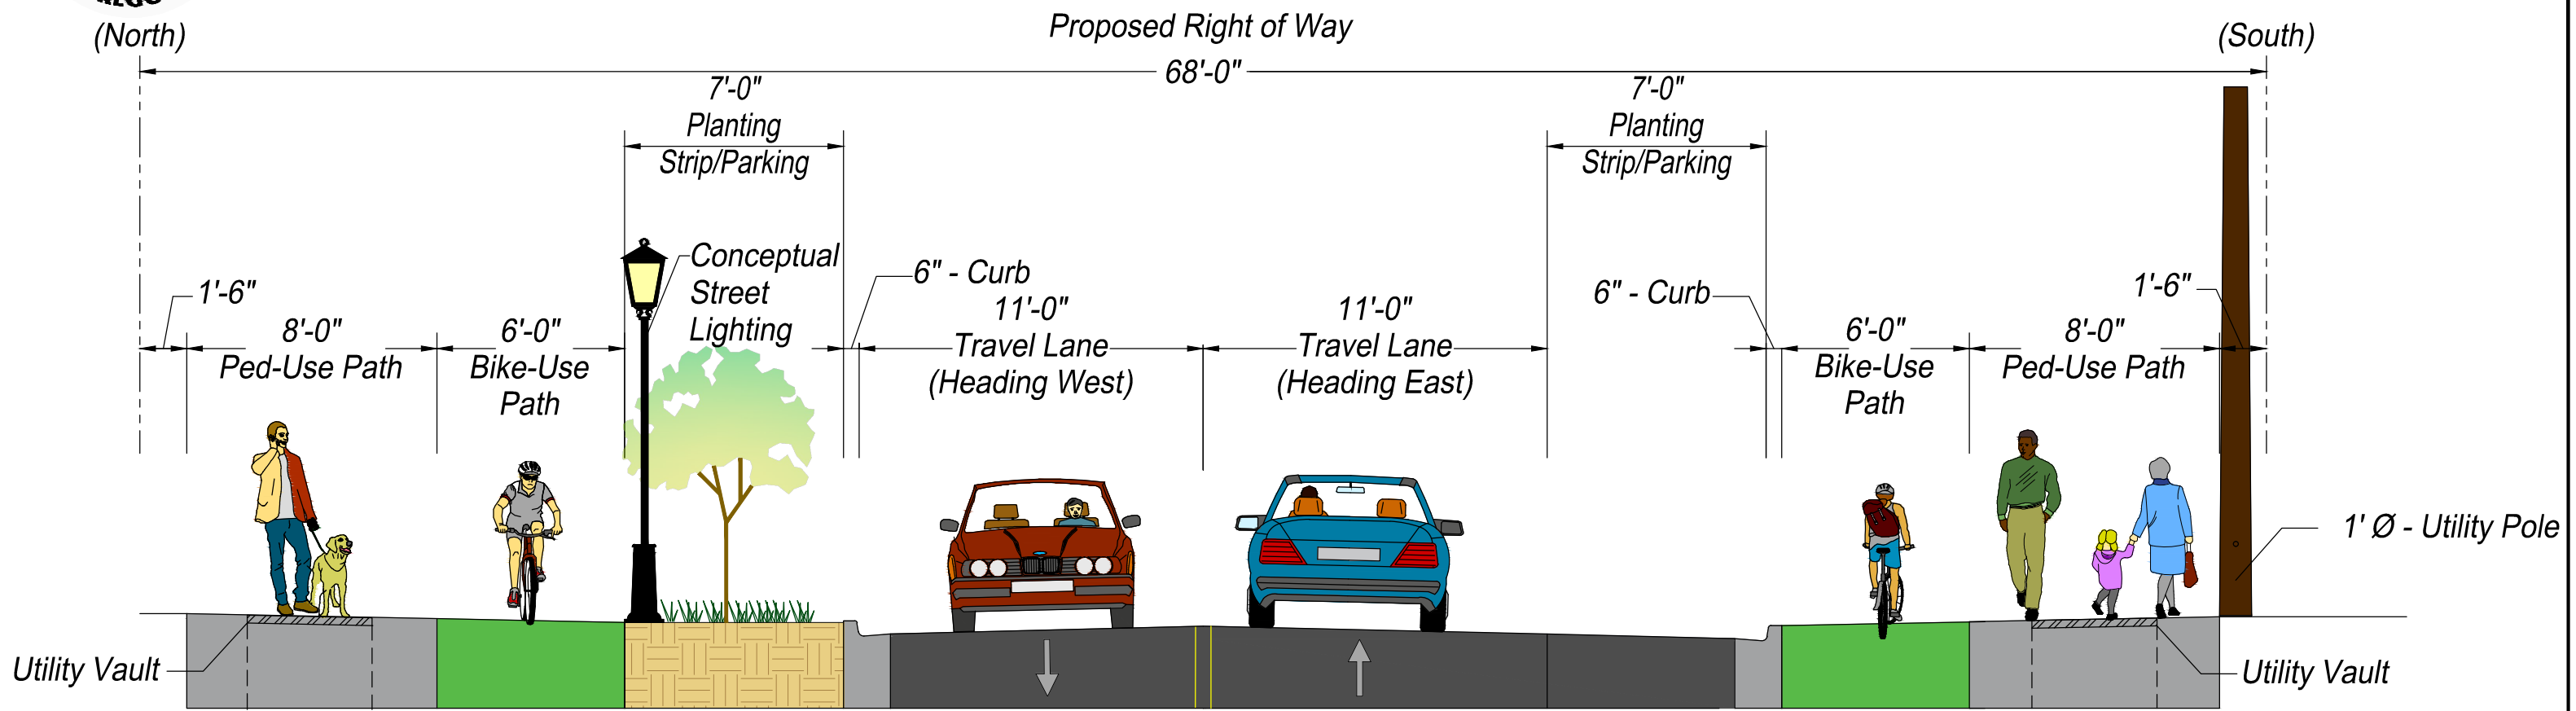 (North)
Proposed Right of Way
(South)
68'-0"
7'-0"
Planting
Strip/Parking
7'-0"
Planting
Strip/Parking
Conceptual
Street
Lighting
6" - Curb
1'-6"
8'-0"
Ped-Use Path
6'-0"
Bike-Use
Path
11'-0"
Travel Lane
(Heading West)
11'-0"
Travel Lane
(Heading East)
6" - Curb
1'-6"
6'-0"
Bike-Use
Path
8'-0"
Ped-Use Path
1' Ø - Utility Pole
Utility Vault
Utility Vault